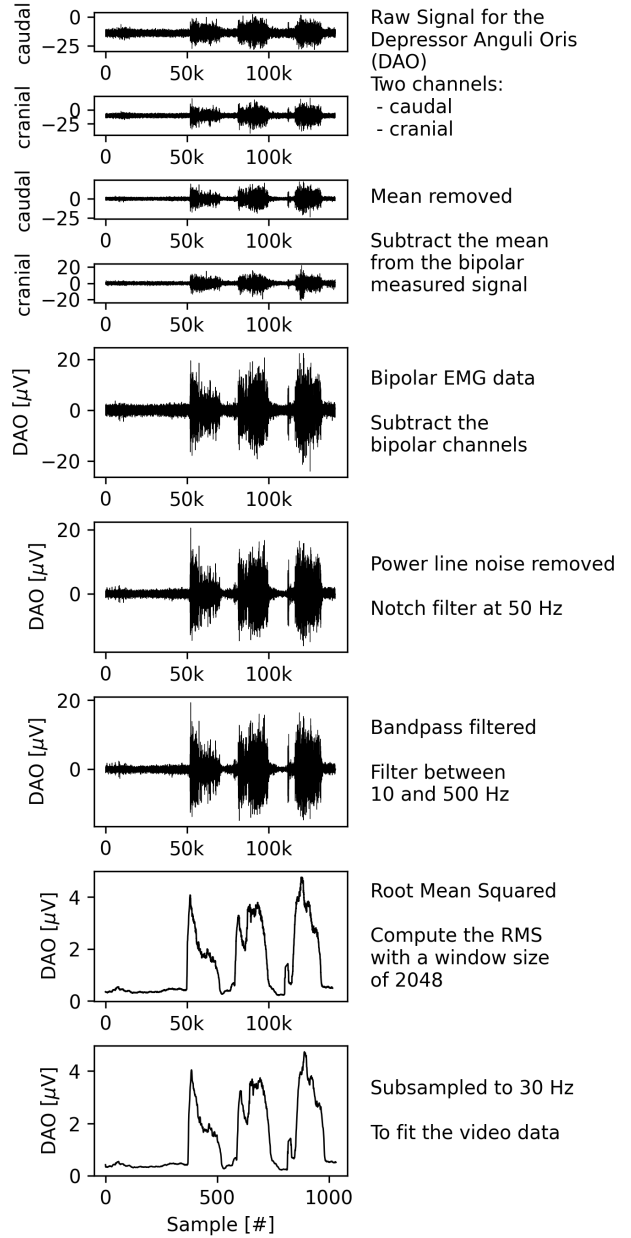 caudal
0
−25
0
50k
100k
Raw Signal for the
Depressor Anguli Oris
(DAO)
Two channels:
- caudal
- cranial
cranial
0
−25
0
50k
100k
caudal
0
−25
0
50k
100k
Mean removed
Subtract the mean
from the bipolar
measured signal
cranial
20
0
−20
0
50k
100k
DAO [μV]
20
0
−20
0
50k
100k
Bipolar EMG data
Subtract the
bipolar channels
DAO [μV]
20
0
0
50k
100k
Power line noise removed
Notch filter at 50 Hz
DAO [μV]
20
0
0
50k
100k
Bandpass filtered
Filter between
10 and 500 Hz
DAO [μV]
4
2
0
0
50k
100k
Root Mean Squared
Compute the RMS
with a window size
of 2048
DAO [μV]
4
2
0
0
500
1000
Sample [#]
Subsampled to 30 Hz
To fit the video data